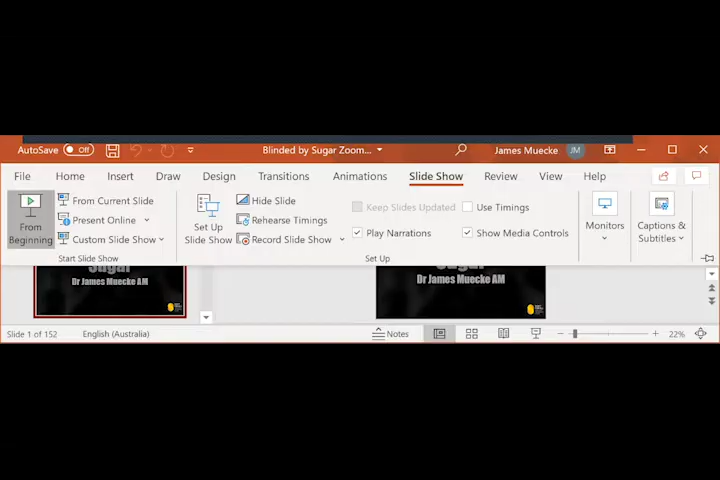 AutoSave Off Blinded by Sugar Zoom... James Muecke JM
File Home Insert Draw Design Transitions Animations Slide Show Review View Help
From Beginning
From Current Slide
Present Online
Custom Slide Show
Start Slide Show
Set Up Slide Show
Hide Slide
Rehearse Timings
Record Slide Show
Keep Slides Updated
Use Timings
Play Narrations
Show Media Controls
Set Up
Monitors
Captions & Subtitles
Sugar
Dr James Muecke AM
Sugar
Dr James Muecke AM
Slide 1 of 152 English (Australia) Notes 22%